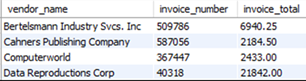 vendor_name invoice_number invoice_total
Bertelsmann Industry Svcs. Inc 509786 6940.25
Cahners Publishing Company 587056 2184.50
Computerworld 367447 2433.00
Data Reproductions Corp 40318 21842.00